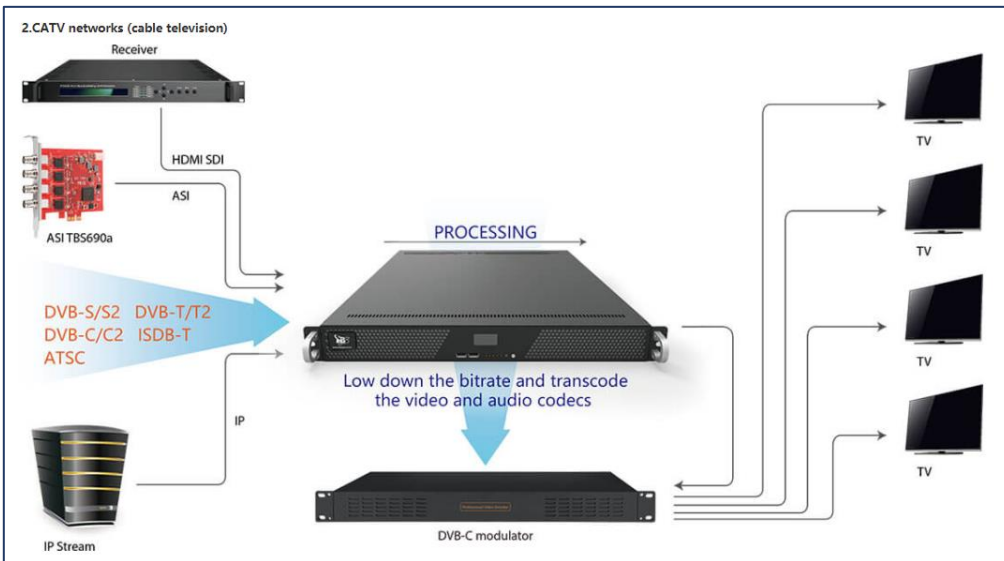 2.CATV networks (cable television)
Receiver
HDMI SDI
ASI
ASI TBS690a
PROCESSING
DVB-S/S2 DVB-T/T2
DVB-C/C2 ISDB-T
ATSC
Low down the bitrate and transcode
the video and audio codecs
IP
IP Stream
DVB-C modulator
TV
TV
TV
TV